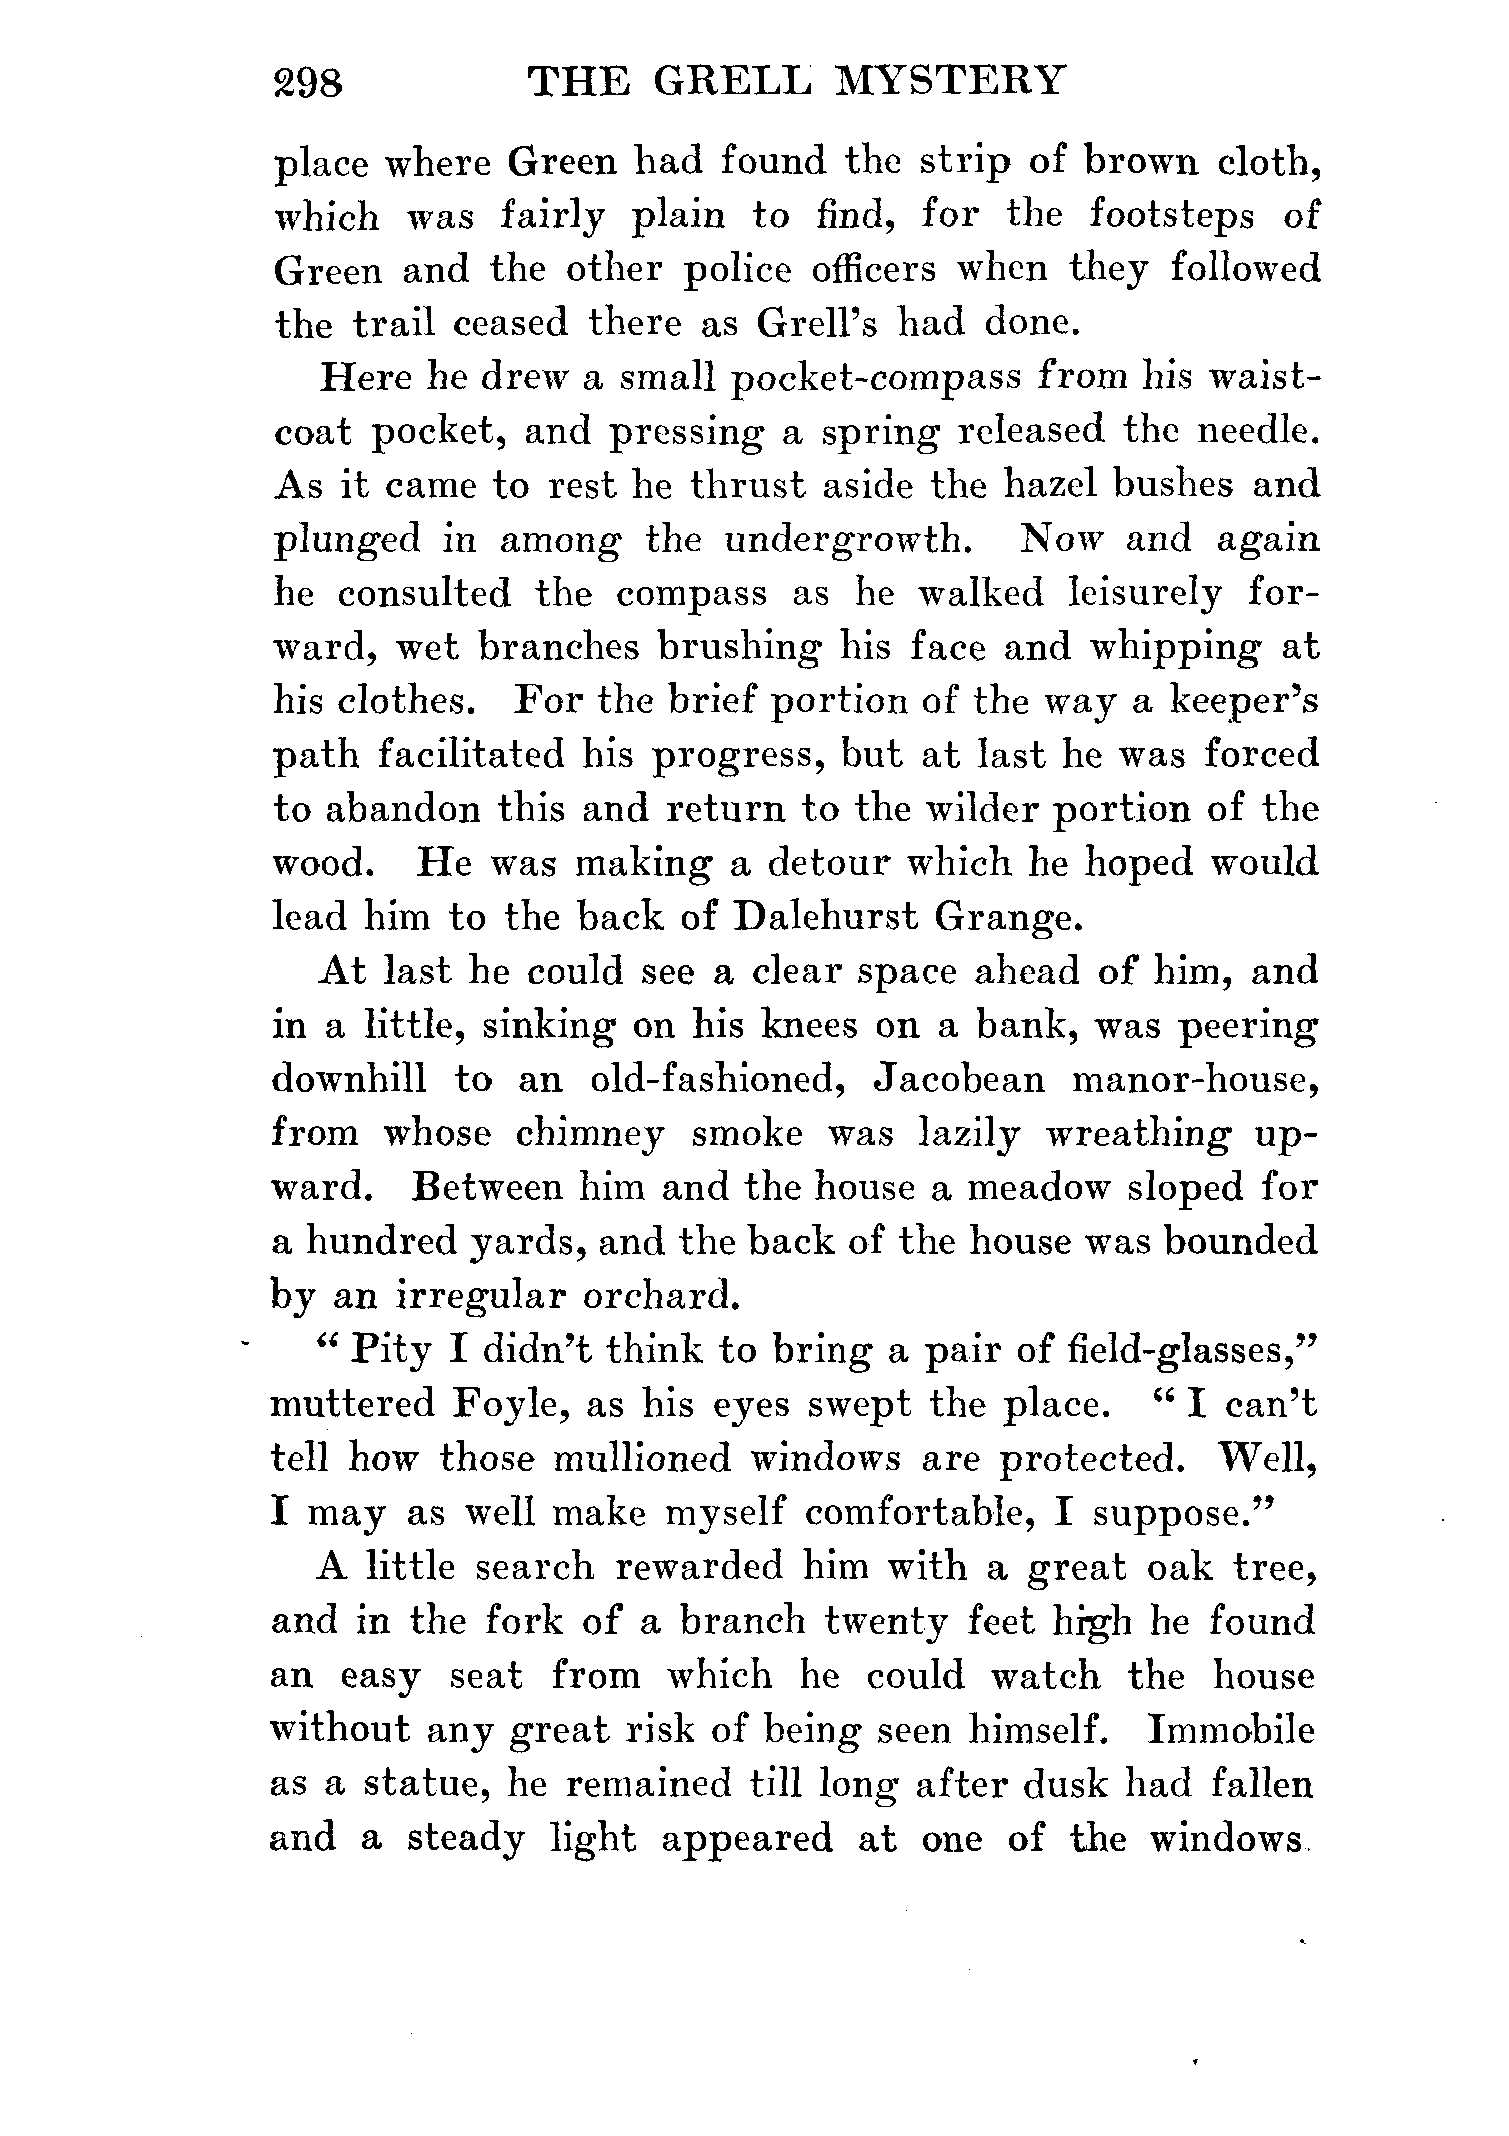 298 THE GRELL MYSTERY
place where Green had found the strip of brown cloth,
which was fairly plain to find, for the footsteps of
Green and the other police officers when they followed
the trail ceased there as Grell's had done.
Here he drew a small pocket-compass from his waist-
coat pocket, and pressing a spring released the needle.
As it came to rest he thrust aside the hazel bushes and
plunged in among the undergrowth. Now and again
he consulted the compass as he walked leisurely for-
ward, wet branches brushing his face and whipping at
his clothes. For the brief portion of the way a keeper's
path facilitated his progress, but at last he was forced
to abandon this and return to the wilder portion of the
wood. He was making a detour which he hoped would
lead him to the back of Dalehurst Grange.
At last he could see a clear space ahead of him, and
in a little, sinking on his knees on a bank, was peering
downhill to an old-fashioned, Jacobean manor-house,
from whose chimney smoke was lazily wreathing up-
ward. Between him and the house a meadow sloped for
a hundred yards, and the back of the house was bounded
by an irregular orchard.
“ Pity I didn't think to bring a pair of field-glasses,”
muttered Foyle, as his eyes swept the place. “ I can't
tell how those mullioned windows are protected. Well,
I may as well make myself comfortable, I suppose.”
A little search rewarded him with a great oak tree,
and in the fork of a branch twenty feet high he found
an easy seat from which he could watch the house
without any great risk of being seen himself. Immobile
as a statue, he remained till long after dusk had fallen
and a steady light appeared at one of the windows.